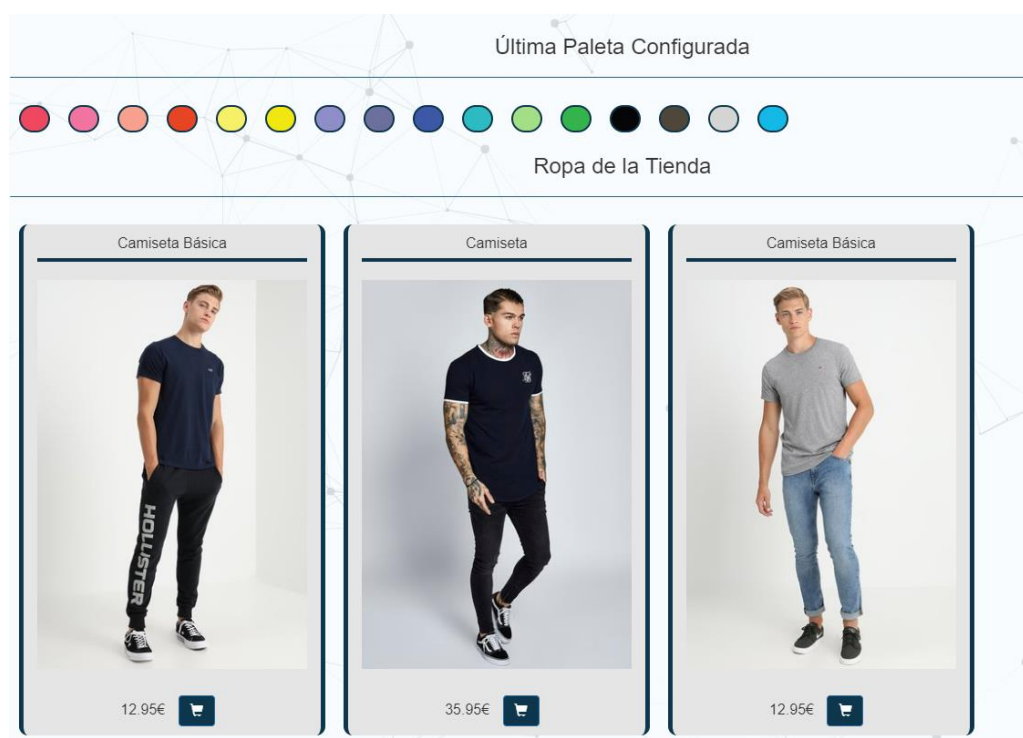 Última Paleta Configurada
Ropa de la Tienda
Camiseta Básica
Camiseta
Camiseta Básica
HOLLISTER
12.95€
35.95€
12.95€